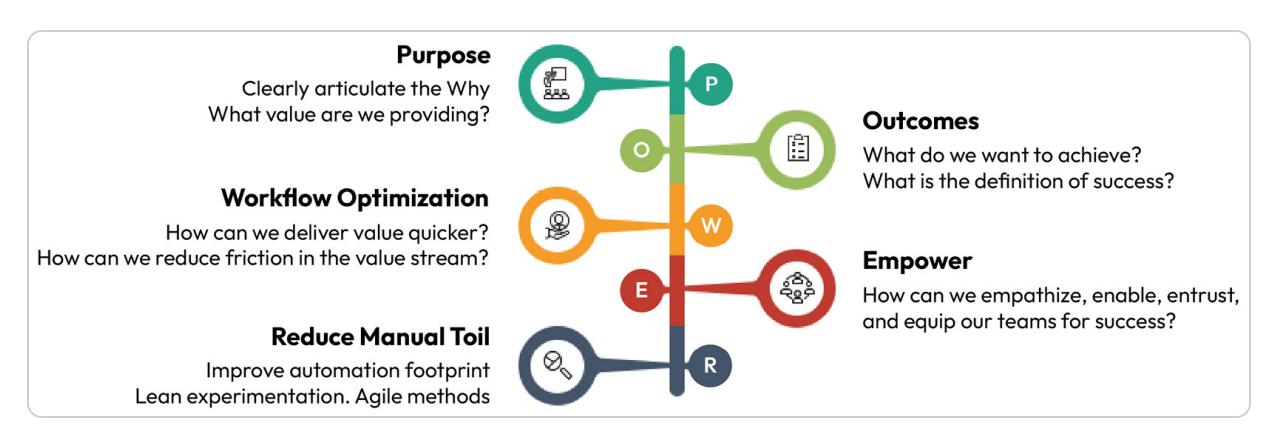 Purpose
Clearly articulate the Why
What value are we providing?
P
O
Outcomes
What do we want to achieve?
What is the definition of success?
Workflow Optimization
How can we deliver value quicker?
How can we reduce friction in the value stream?
W
E
Empower
How can we empathize, enable, entrust,
and equip our teams for success?
Reduce Manual Toil
Improve automation footprint
Lean experimentation. Agile methods
R